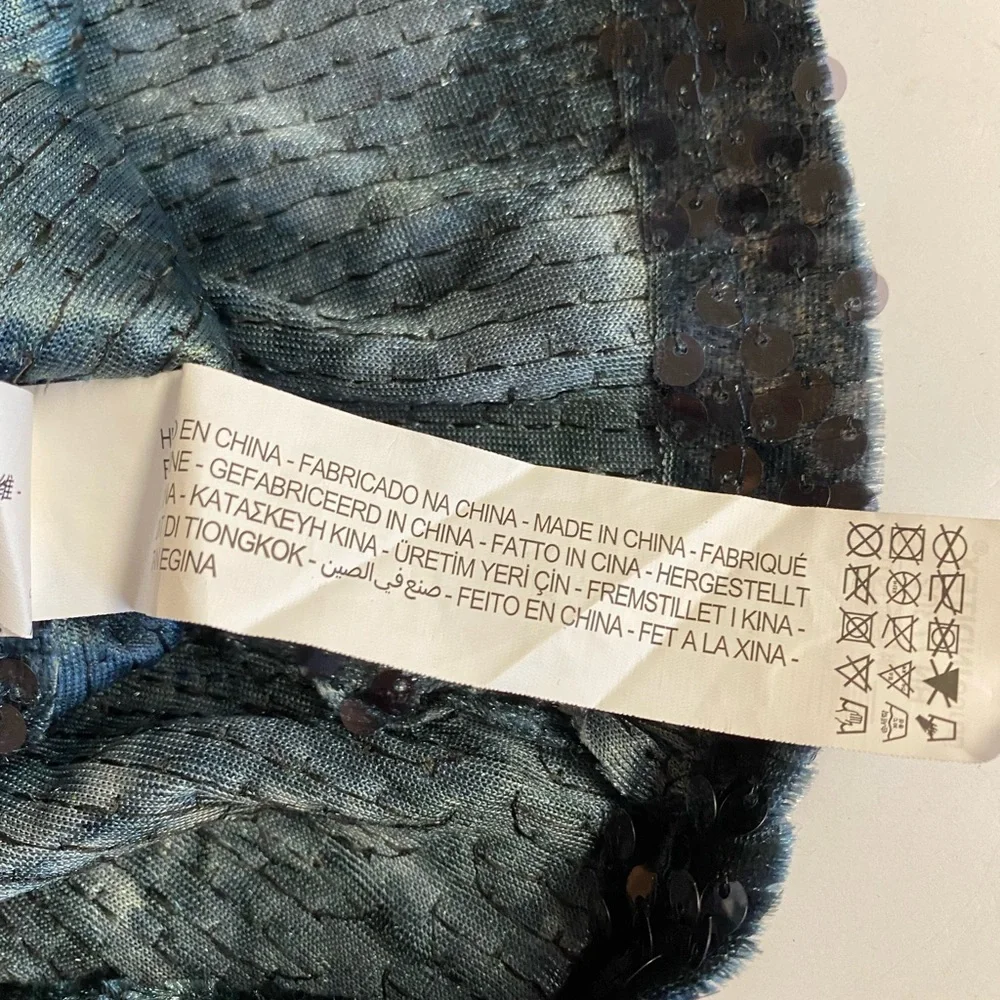 EN CHINA - FABRICADO NA CHINA - MADE IN CHINA - FABRIQUÉ
- GEFABRICEERD IN CHINA - FATTO IN CINA - HERGESTELLT
- ΚΑΤΑΣΚΕΥΗ ΚΙΝΑ - ÜRETİM YERİ ÇİN - FREMSTILLET I KINA -
DI TIONGKOK - صنع في الصين - FEITO EN CHINA - FET A LA XINA -